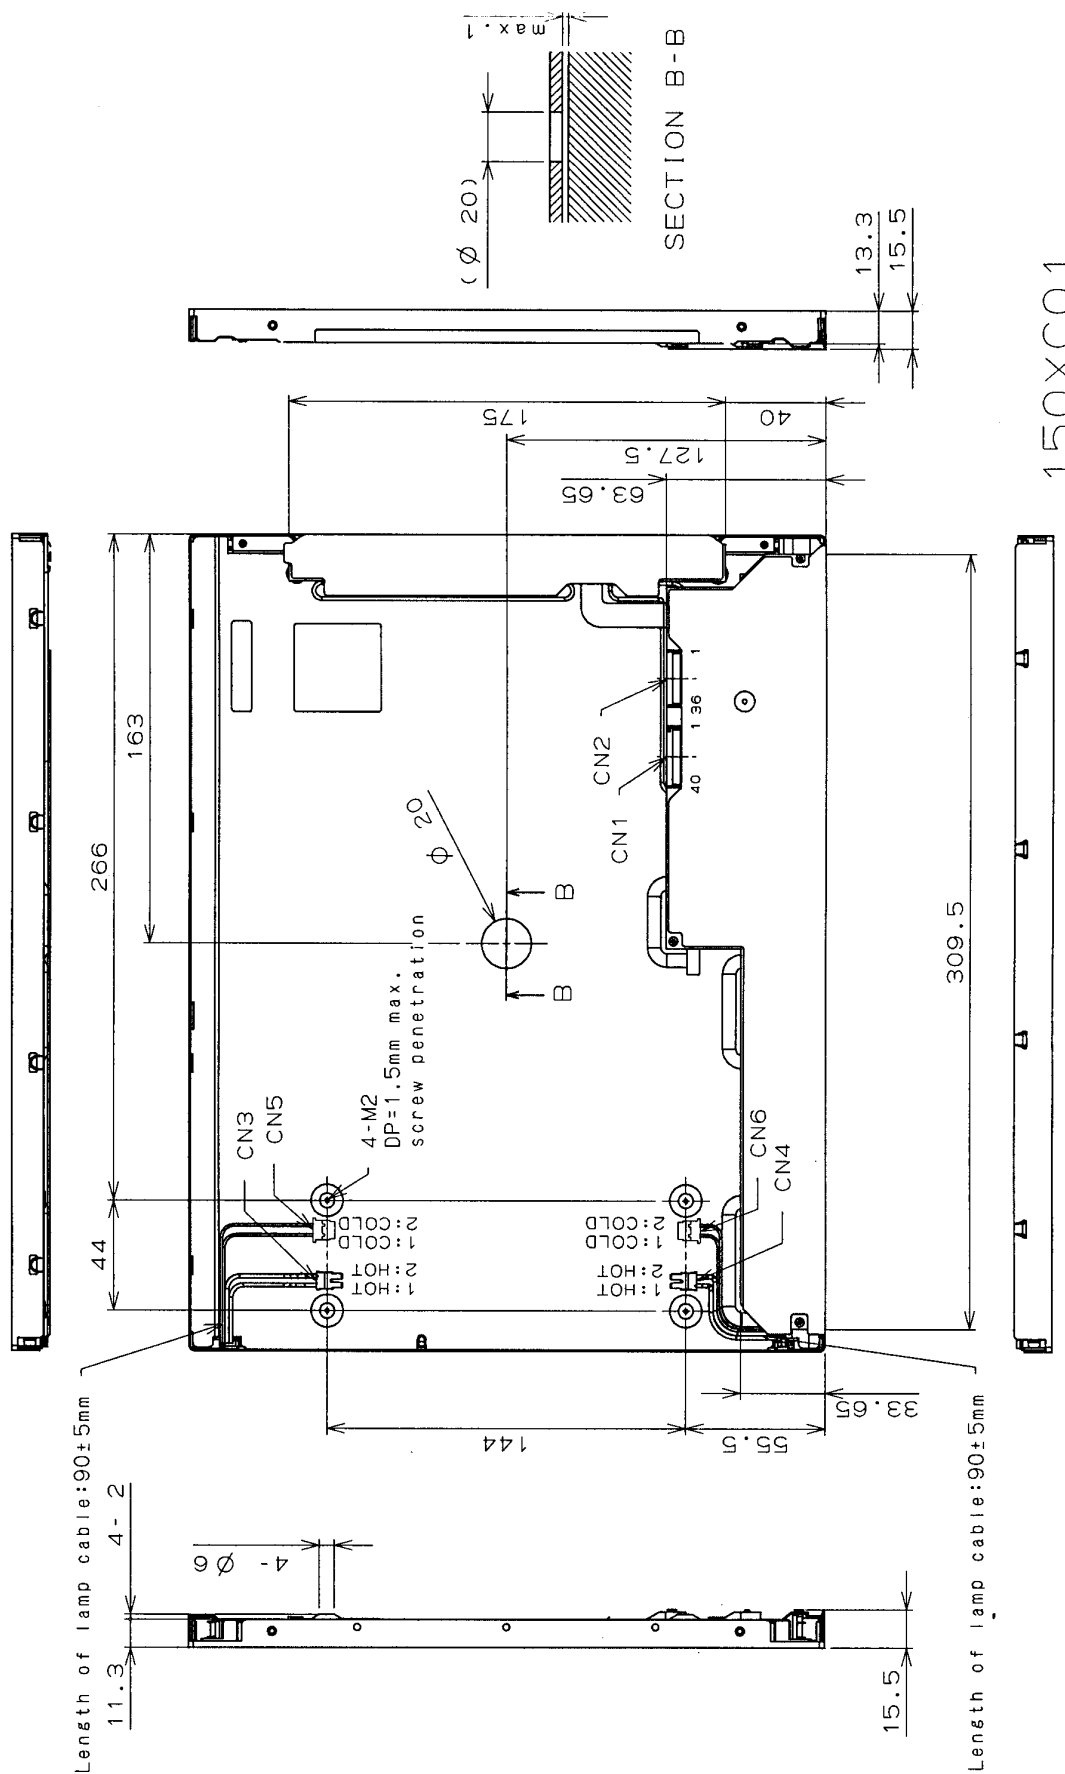 Length of lamp cable:90±5mm
11.3
4- 2
4- Ø6
15.5
Length of lamp cable:90±5mm
44
266
163
144
55.5
33.65
309.5
CN3
CN5
4-M2
DP=1.5mm max.
screw penetration
1:HOT
2:HOT
1:COLD
2:COLD
1:HOT
2:HOT
1:COLD
2:COLD
CN6
CN4
ϕ 20
B
B
CN1
CN2
40
1
36
1
175
127.5
63.65
40
13.3
15.5
(Ø 20)
max.1
SECTION B-B
150XC01